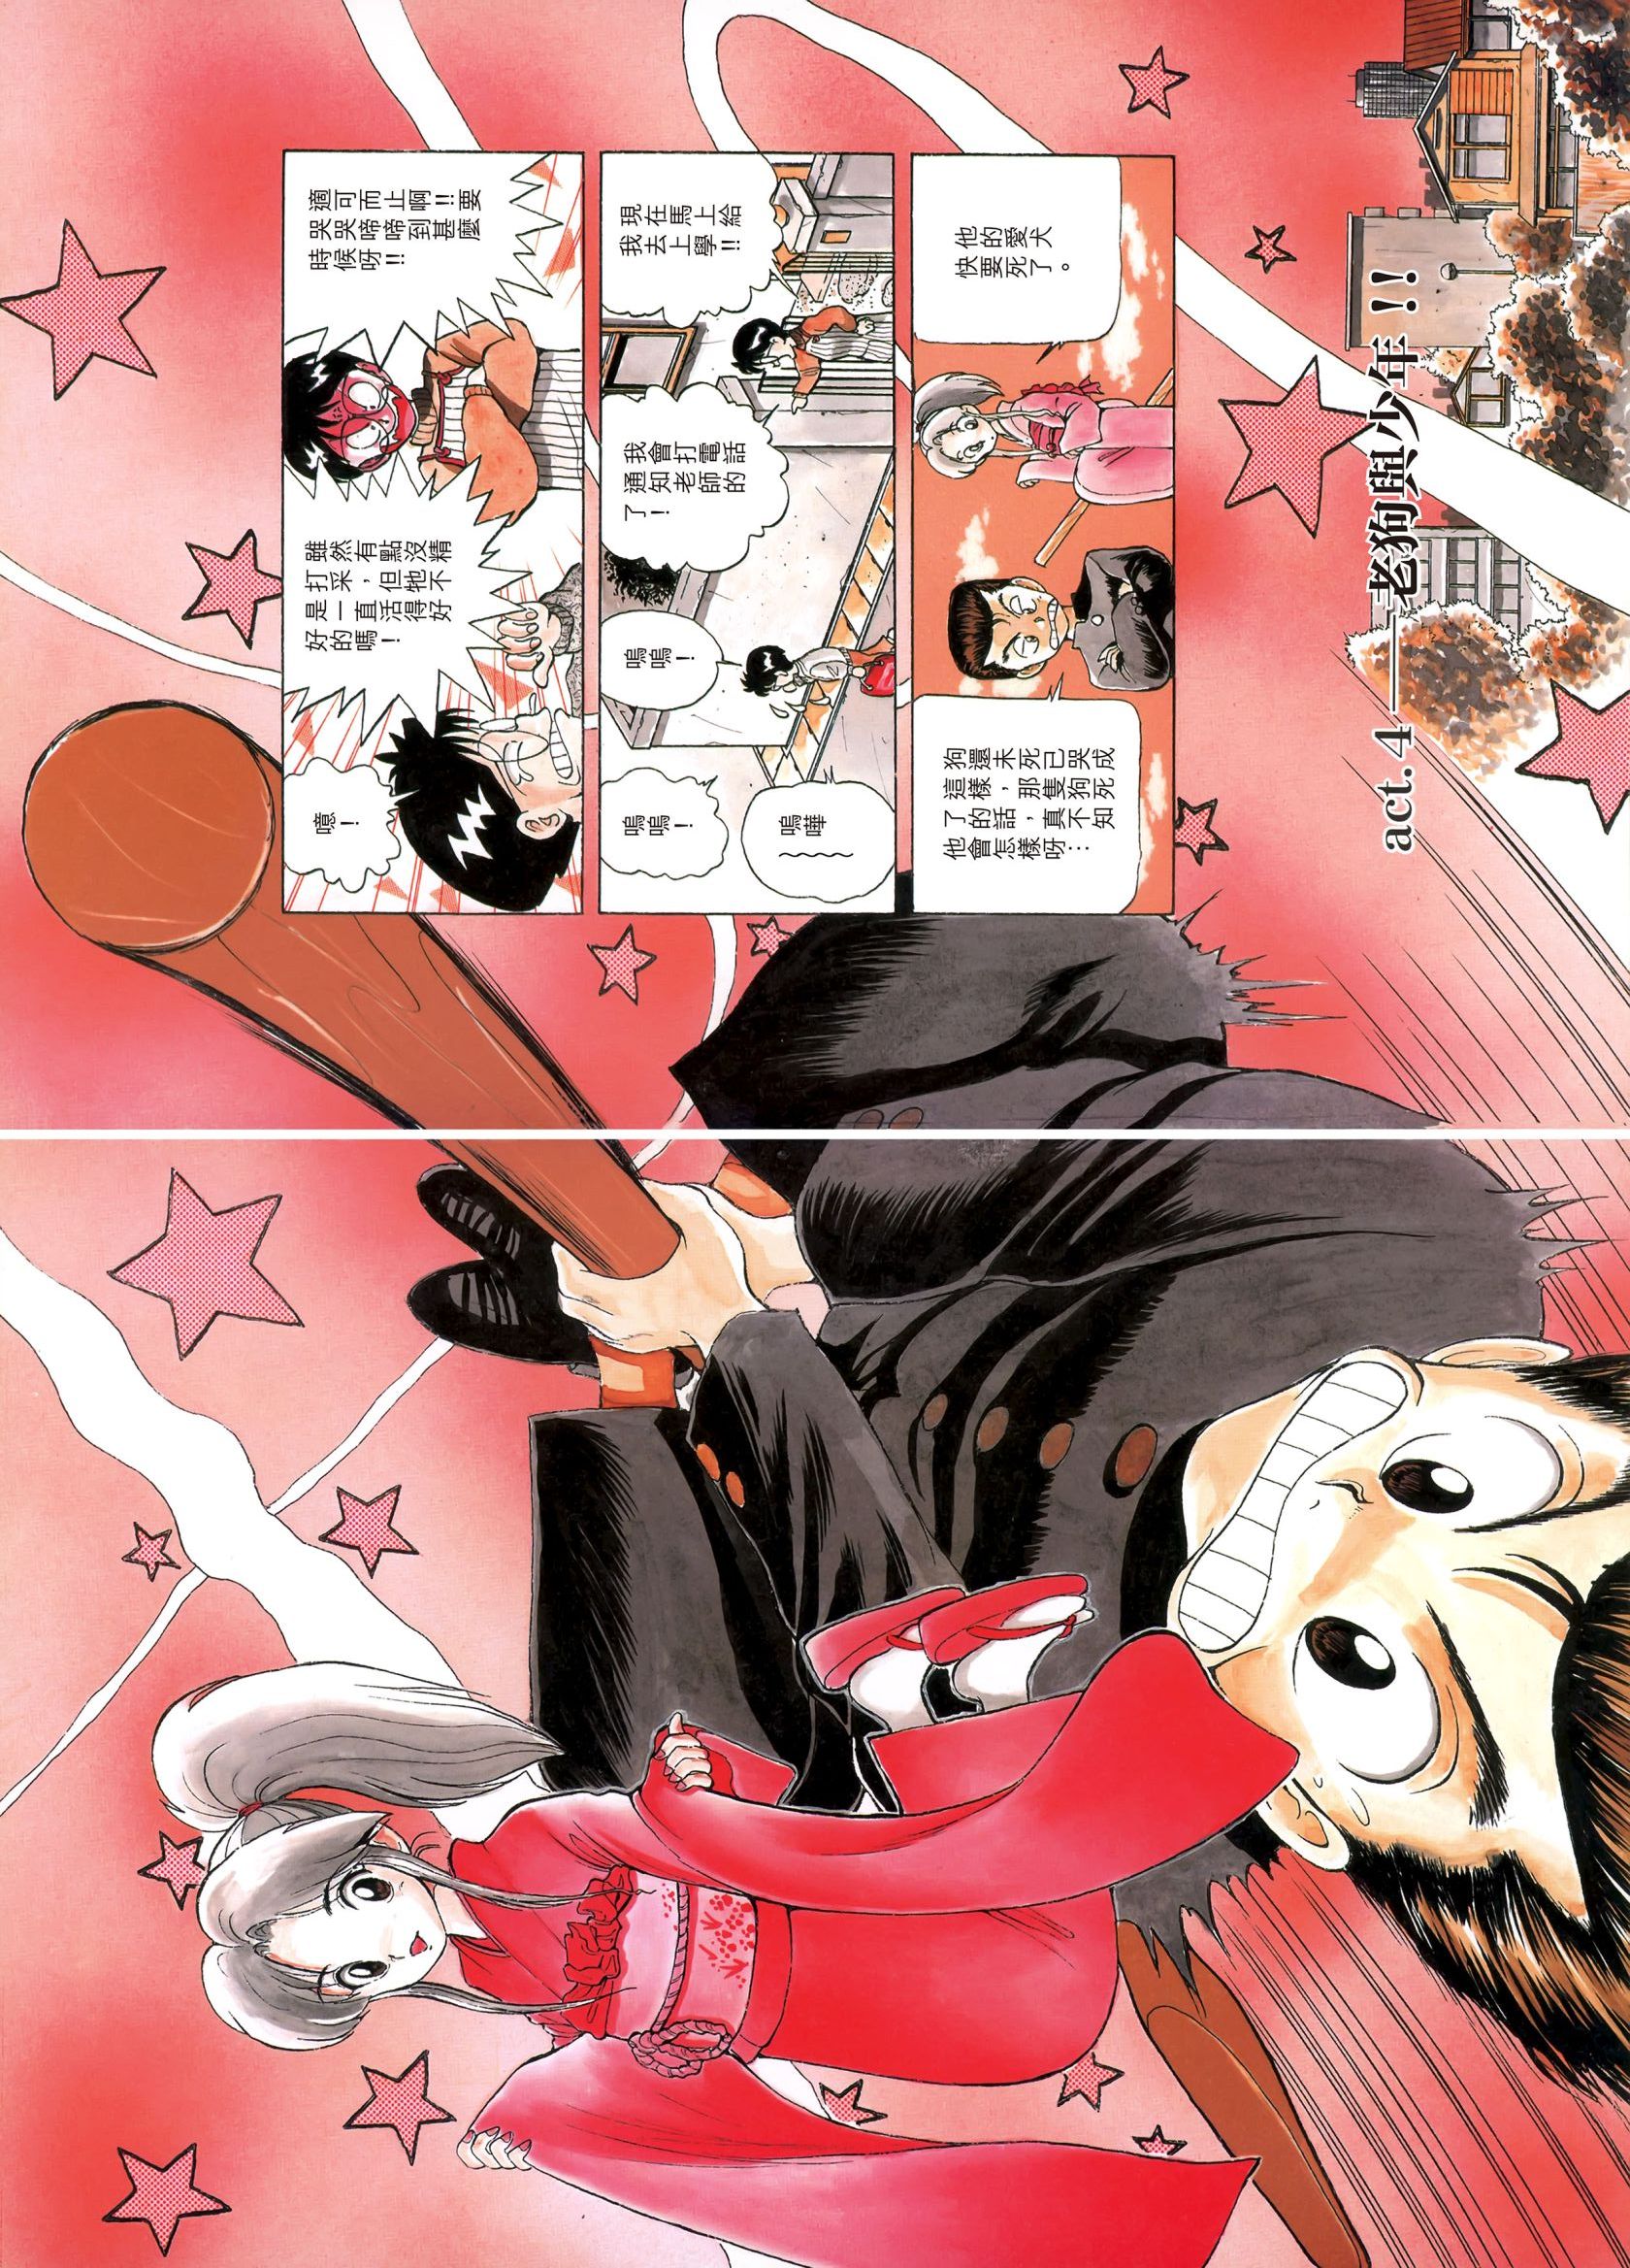 適可而止啊!!要
哭哭啼啼到甚麼
時候呀!!
雖然有點沒精
打采，但牠不
是一直活得好
好的嗎！
噫！
現在馬上給
我去上學!!
我會打電話
通知老師的
了！
嗚嗚！
嗚嗚！
嗚嘩
他的愛犬
快要死了。
狗還未死已哭成
這樣，那隻狗死
了的話，真不知
他會怎樣呀…
act. 4 ——老狗與少年!!